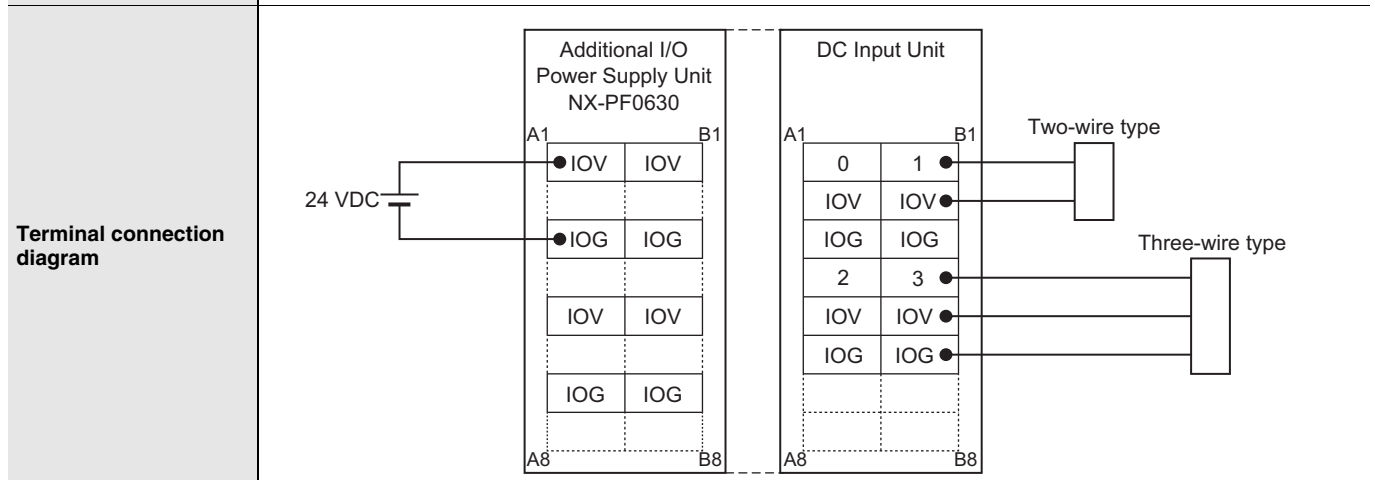 Terminal connection
diagram
24 VDC
Additional I/O
Power Supply Unit
NX-PF0630
A1 B1
IOV IOV
IOG IOG
IOV IOV
IOG IOG
A8 B8
DC Input Unit
A1 B1
0 1
IOV IOV
IOG IOG
2 3
IOV IOV
IOG IOG
A8 B8
Two-wire type
Three-wire type